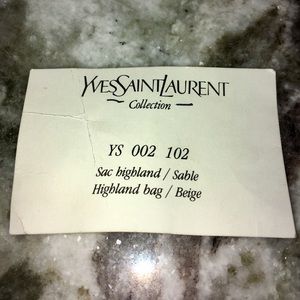 YVESSAINTLAURENT
Collection
YS 002 102
Sac highland / Sable
Highland bag / Beige